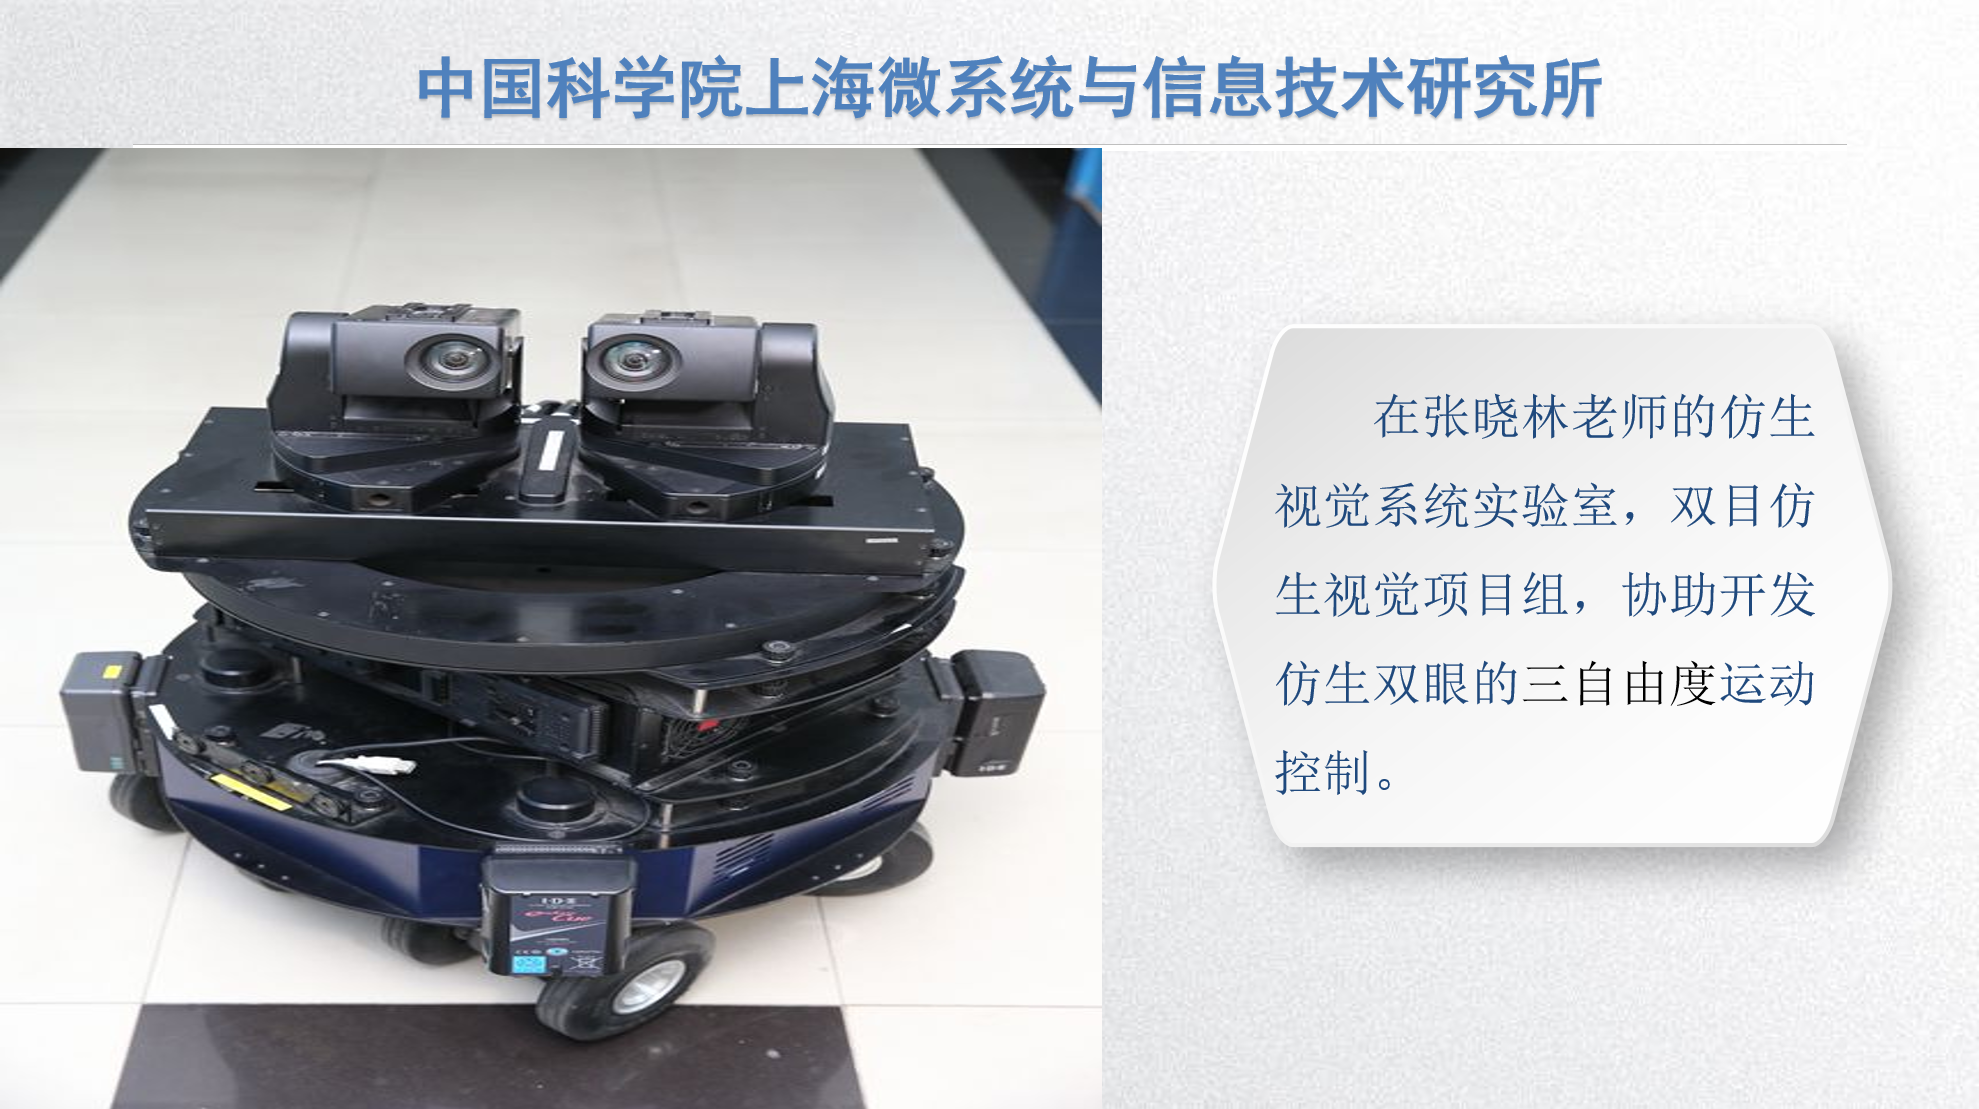 中国科学院上海微系统与信息技术研究所
在张晓林老师的仿生
视觉系统实验室，双目仿
生视觉项目组，协助开发
仿生双眼的三自由度运动
控制。
I·D·X